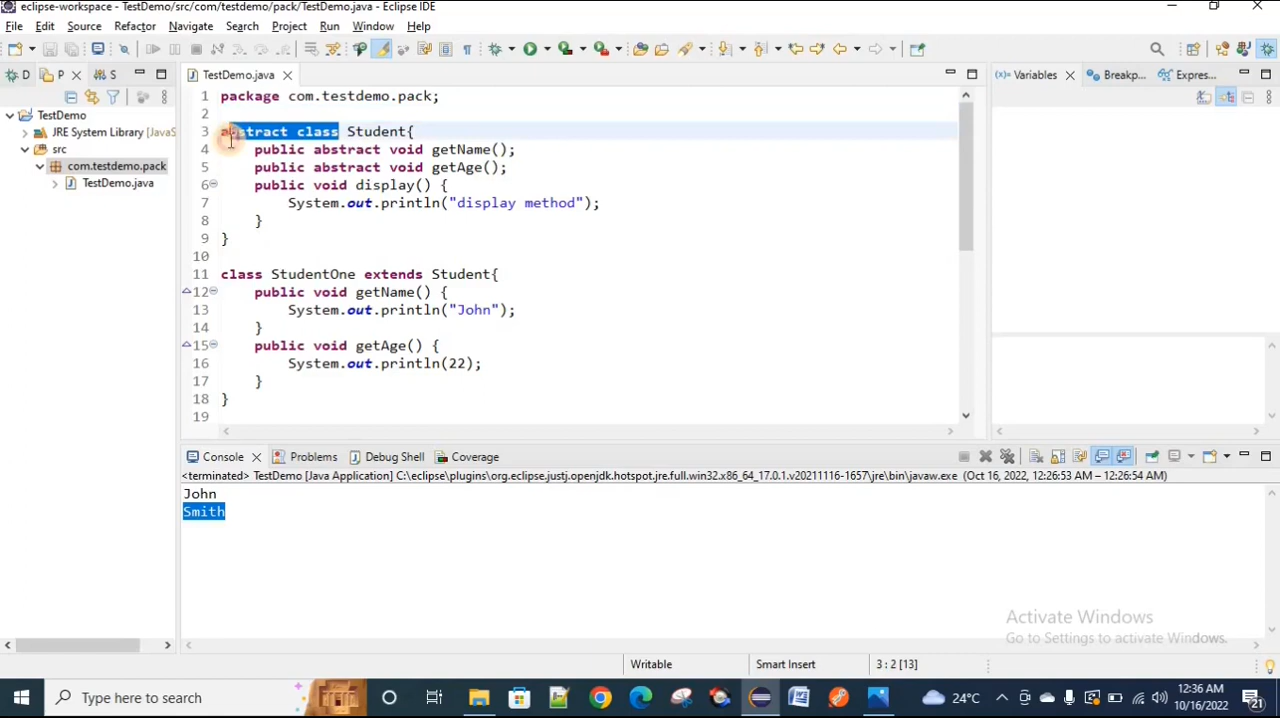 eclipse-workspace - TestDemo/src/com/testdemo/pack/TestDemo.java - Eclipse IDE
File Edit Source Refactor Navigate Search Project Run Window Help
D P S
TestDemo.java
(x)= Variables Breakp... Expres...
TestDemo
JRE System Library [JavaS
src
com.testdemo.pack
TestDemo.java
1 package com.testdemo.pack;
2
3 abstract class Student{
4 public abstract void getName();
5 public abstract void getAge();
6 public void display() {
7 System.out.println("display method");
8 }
9 }
10
11 class StudentOne extends Student{
12 public void getName() {
13 System.out.println("John");
14 }
15 public void getAge() {
16 System.out.println(22);
17 }
18 }
19
Console Problems Debug Shell Coverage
<terminated> TestDemo [Java Application] C:\eclipse\plugins\org.eclipse.justj.openjdk.hotspot.jre.full.win32.x86_64_17.0.1.v20211116-1657\jre\bin\javaw.exe (Oct 16, 2022, 12:26:53 AM – 12:26:54 AM)
John
Smith
Activate Windows
Go to Settings to activate Windows.
Writable Smart Insert 3 : 2 [13]
Type here to search
24°C
12:36 AM
10/16/2022
21